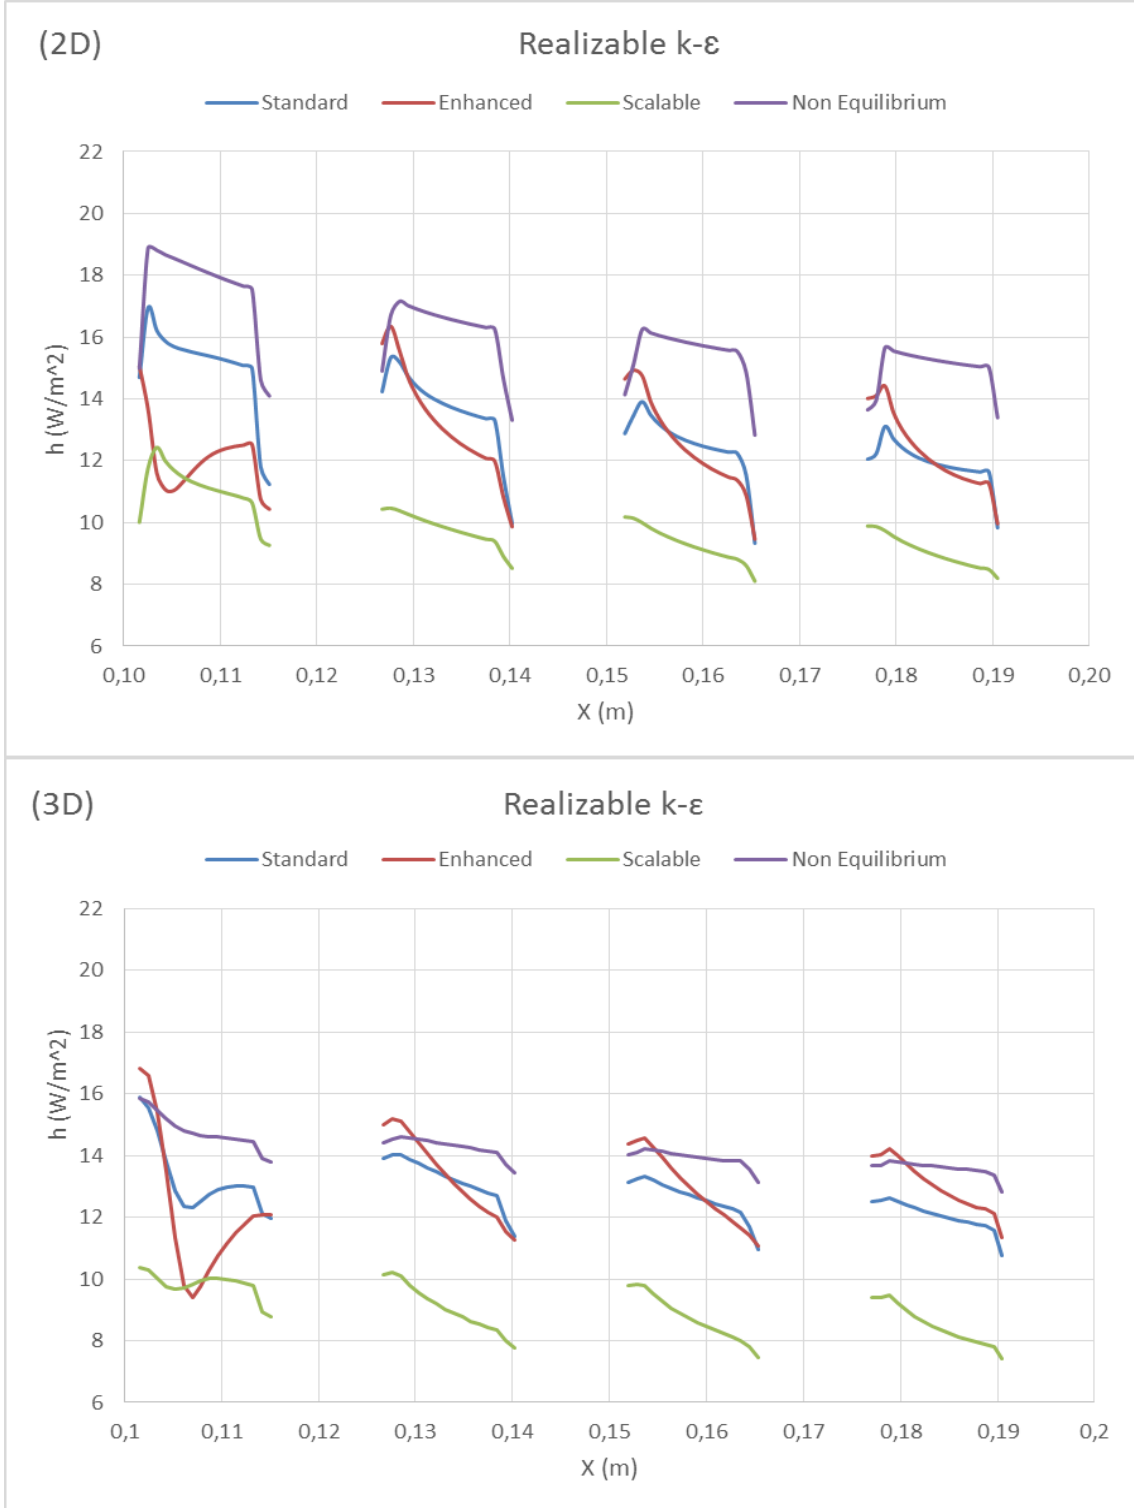 (2D) Realizable k-ε
Standard Enhanced Scalable Non Equilibrium
22
20
18
16
14
12
10
8
6
h (W/m^2)
0,10 0,11 0,12 0,13 0,14 0,15 0,16 0,17 0,18 0,19 0,20
X (m)
(3D) Realizable k-ε
Standard Enhanced Scalable Non Equilibrium
22
20
18
16
14
12
10
8
6
h (W/m^2)
0,1 0,11 0,12 0,13 0,14 0,15 0,16 0,17 0,18 0,19 0,2
X (m)